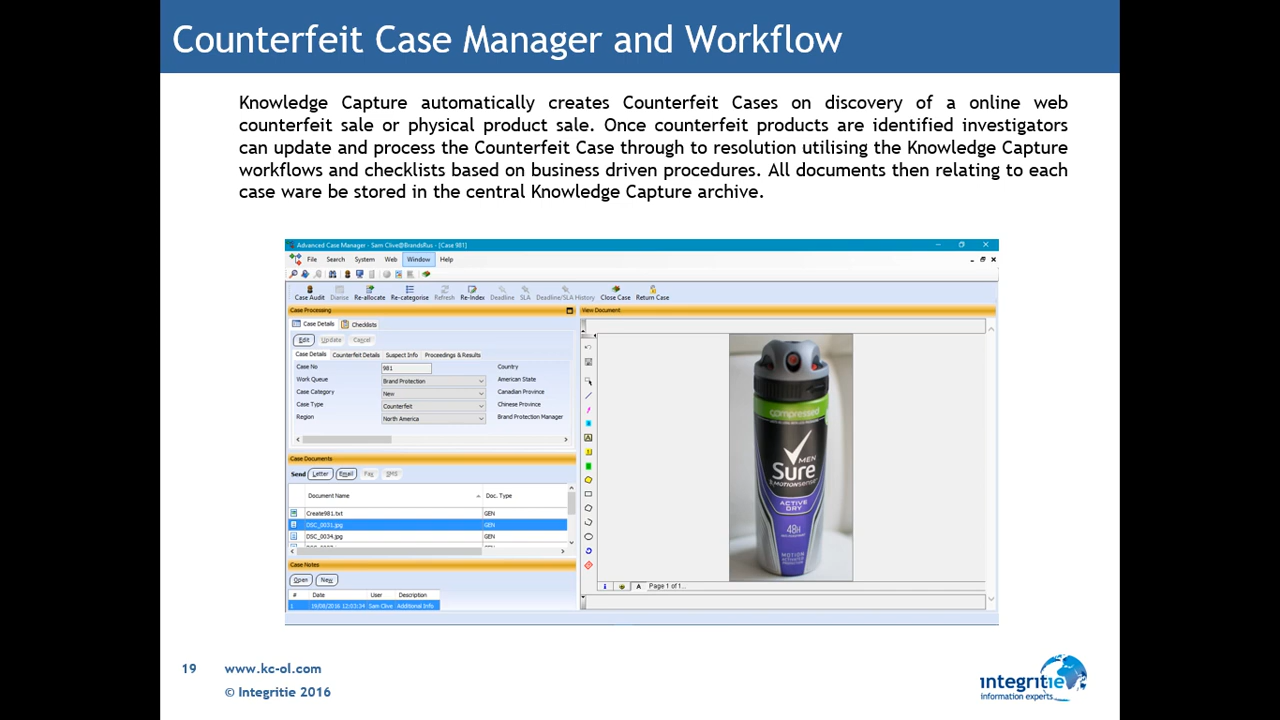 Counterfeit Case Manager and Workflow
Knowledge Capture automatically creates Counterfeit Cases on discovery of a online web
counterfeit sale or physical product sale. Once counterfeit products are identified investigators
can update and process the Counterfeit Case through to resolution utilising the Knowledge Capture
workflows and checklists based on business driven procedures. All documents then relating to each
case ware be stored in the central Knowledge Capture archive.
Advanced Case Manager - Sam Clive@BrandsRus - [Case 981]
File Search System Web Window Help
Case Audit Diarise Re-allocate Re-categorise Refresh Re-Index Deadline SLA Deadline/SLA History Close Case Return Case
Case Processing
View Document
Case Details Checklists
Edit Update Cancel
Case Details Counterfeit Details Suspect Info Proceedings & Results
Case No 981 Country
Work Queue Brand Protection American State
Case Category New Canadian Province
Case Type Counterfeit Chinese Province
Region North America Brand Protection Manager
Case Documents
Send Letter Email Fax SMS
Document Name Doc. Type
Create981.txt GEN
DSC_0031.jpg GEN
DSC_0034.jpg GEN
Case Notes
Open New
# Date User Description
1 19/08/2016 12:03:34 Sam Clive Additional Info
compressed
MEN
Sure
MOTIONsense
ACTIVE
DRY
48H
MOTION
Page 1 of 1...
19 www.kc-ol.com
© Integritie 2016
integritie
information experts